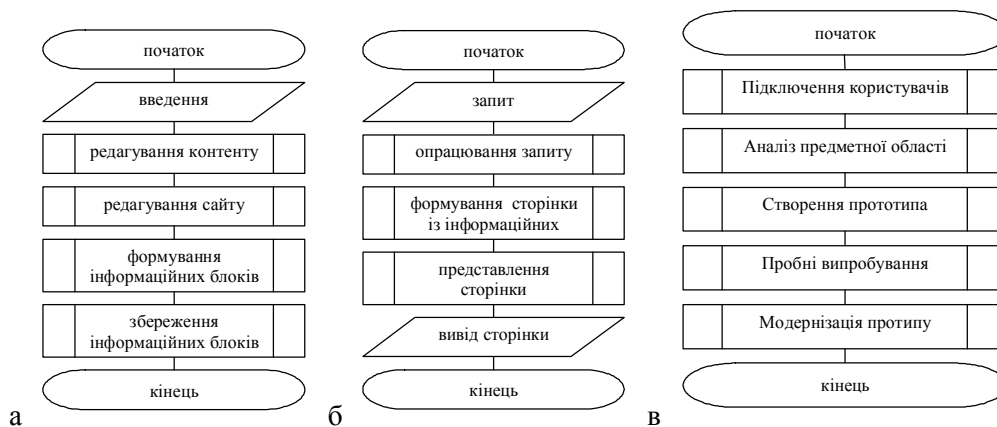 початок
введення
редагування контенту
редагування сайту
формування
інформаційних блоків
збереження
інформаційних блоків
кінець
а
початок
запит
опрацювання запиту
формування сторінки
із інформаційних
представлення
сторінки
вивід сторінки
кінець
б
початок
Підключення користувачів
Аналіз предметної області
Створення прототипа
Пробні випробування
Модернізація протипу
кінець
в